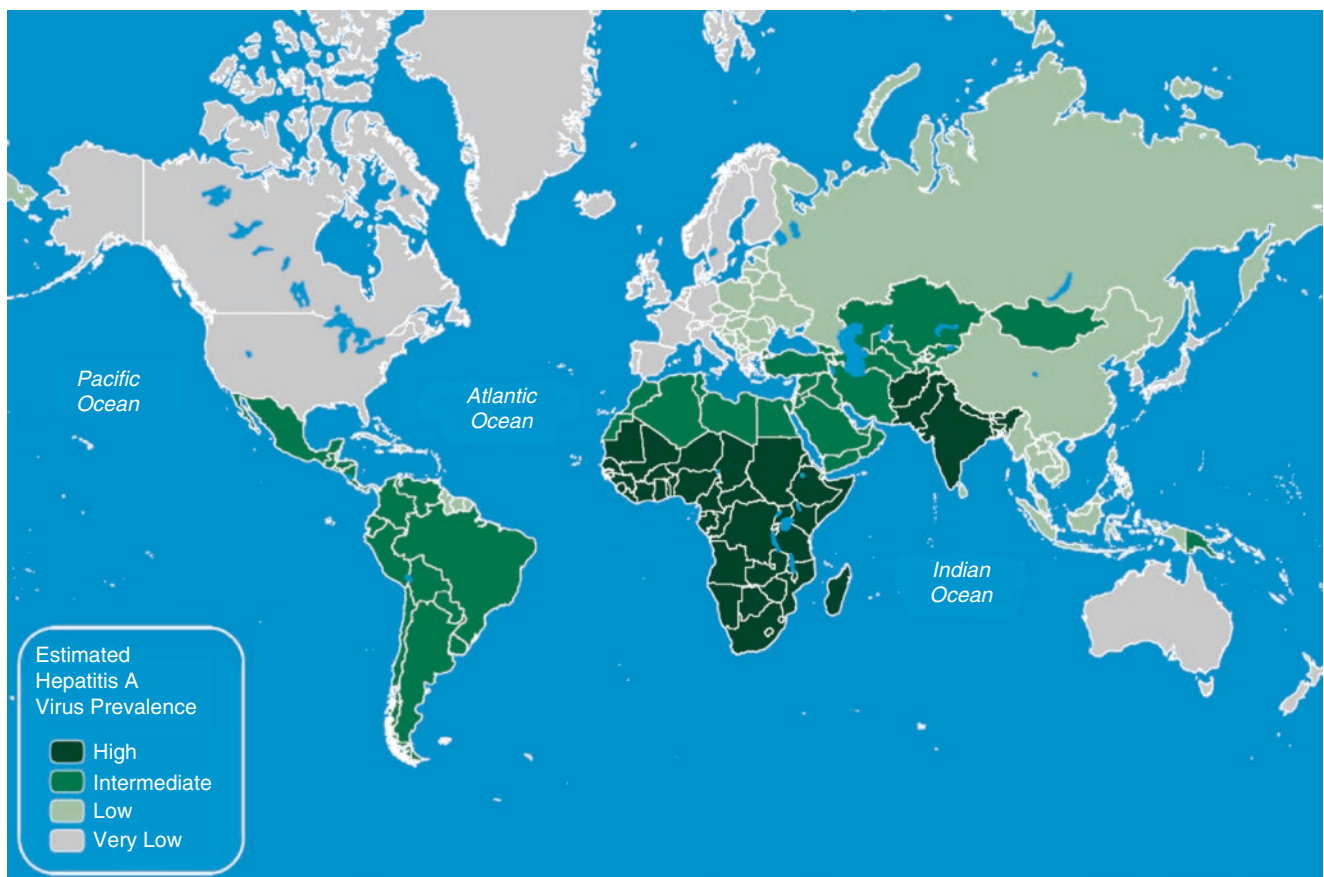 Pacific
Ocean
Atlantic
Ocean
Indian
Ocean
Estimated
Hepatitis A
Virus Prevalence
High
Intermediate
Low
Very Low